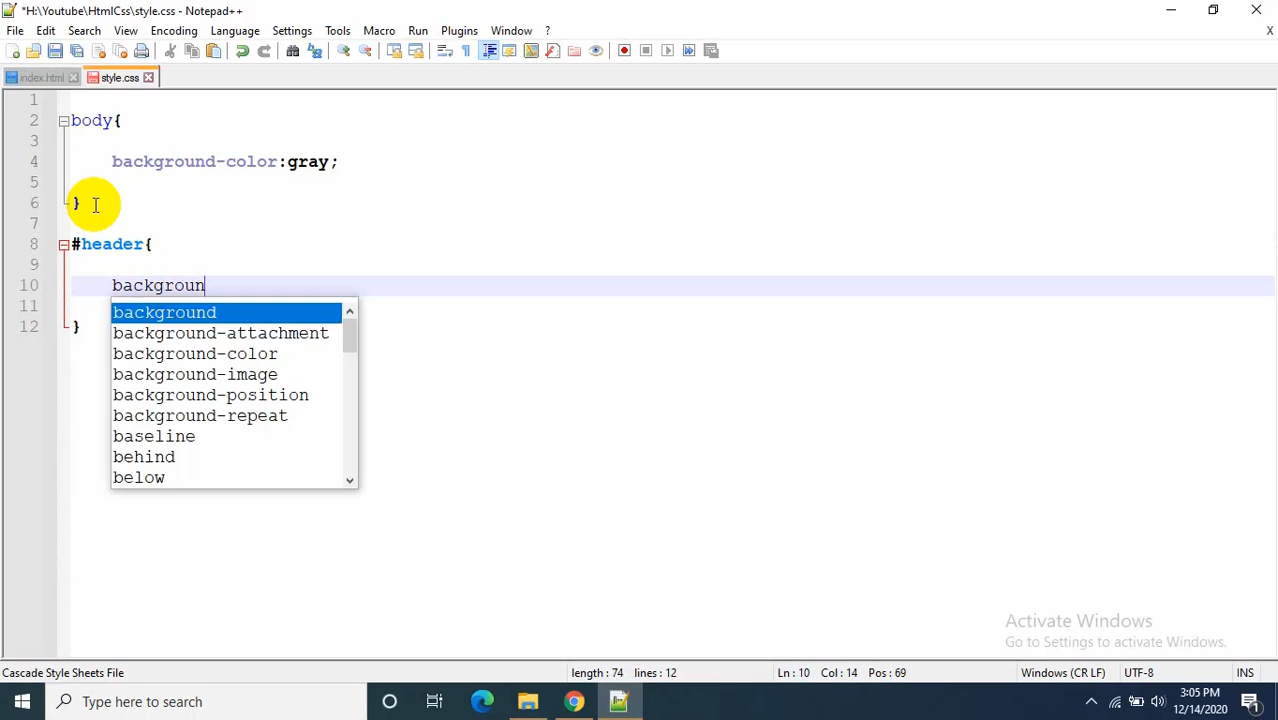 *H:\Youtube\HtmlCss\style.css - Notepad++
File Edit Search View Encoding Language Settings Tools Macro Run Plugins Window ? X
index.html style.css
1
2 body{
3
4 background-color:gray;
5
6 }
7
8 #header{
9
10 backgroun
11 background
12 }
background-attachment
background-color
background-image
background-position
background-repeat
baseline
behind
below
Activate Windows
Go to Settings to activate Windows.
Cascade Style Sheets File length : 74 lines : 12 Ln : 10 Col : 14 Pos : 69 Windows (CR LF) UTF-8 INS
Type here to search
3:05 PM
12/14/2020
1